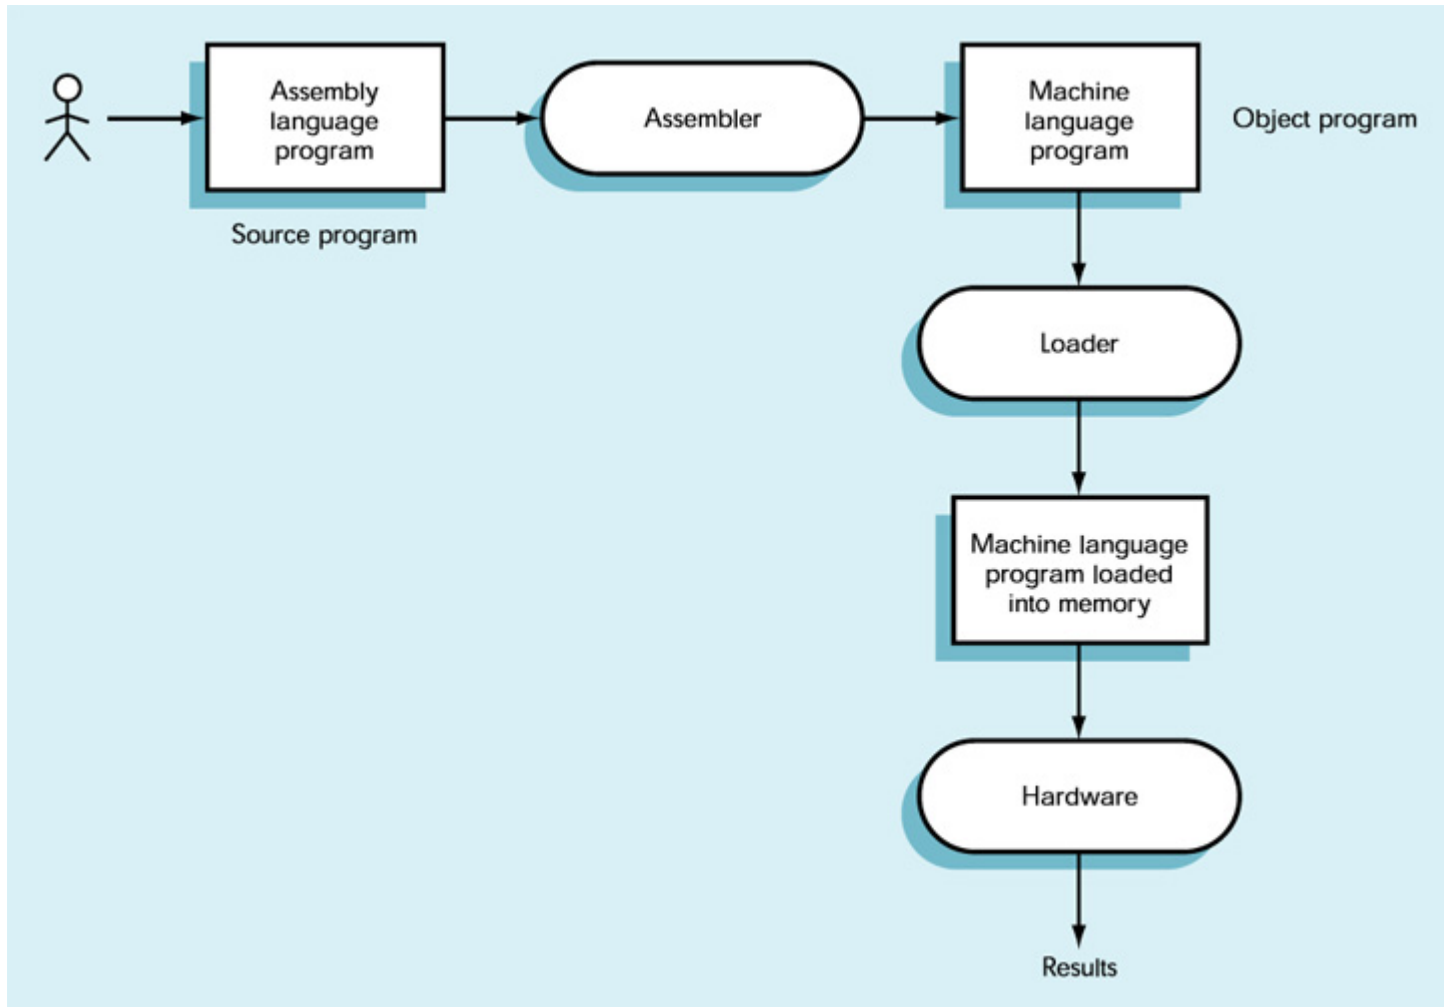 Assembly
language
program
Source program
Assembler
Machine
language
program
Object program
Loader
Machine language
program loaded
into memory
Hardware
Results